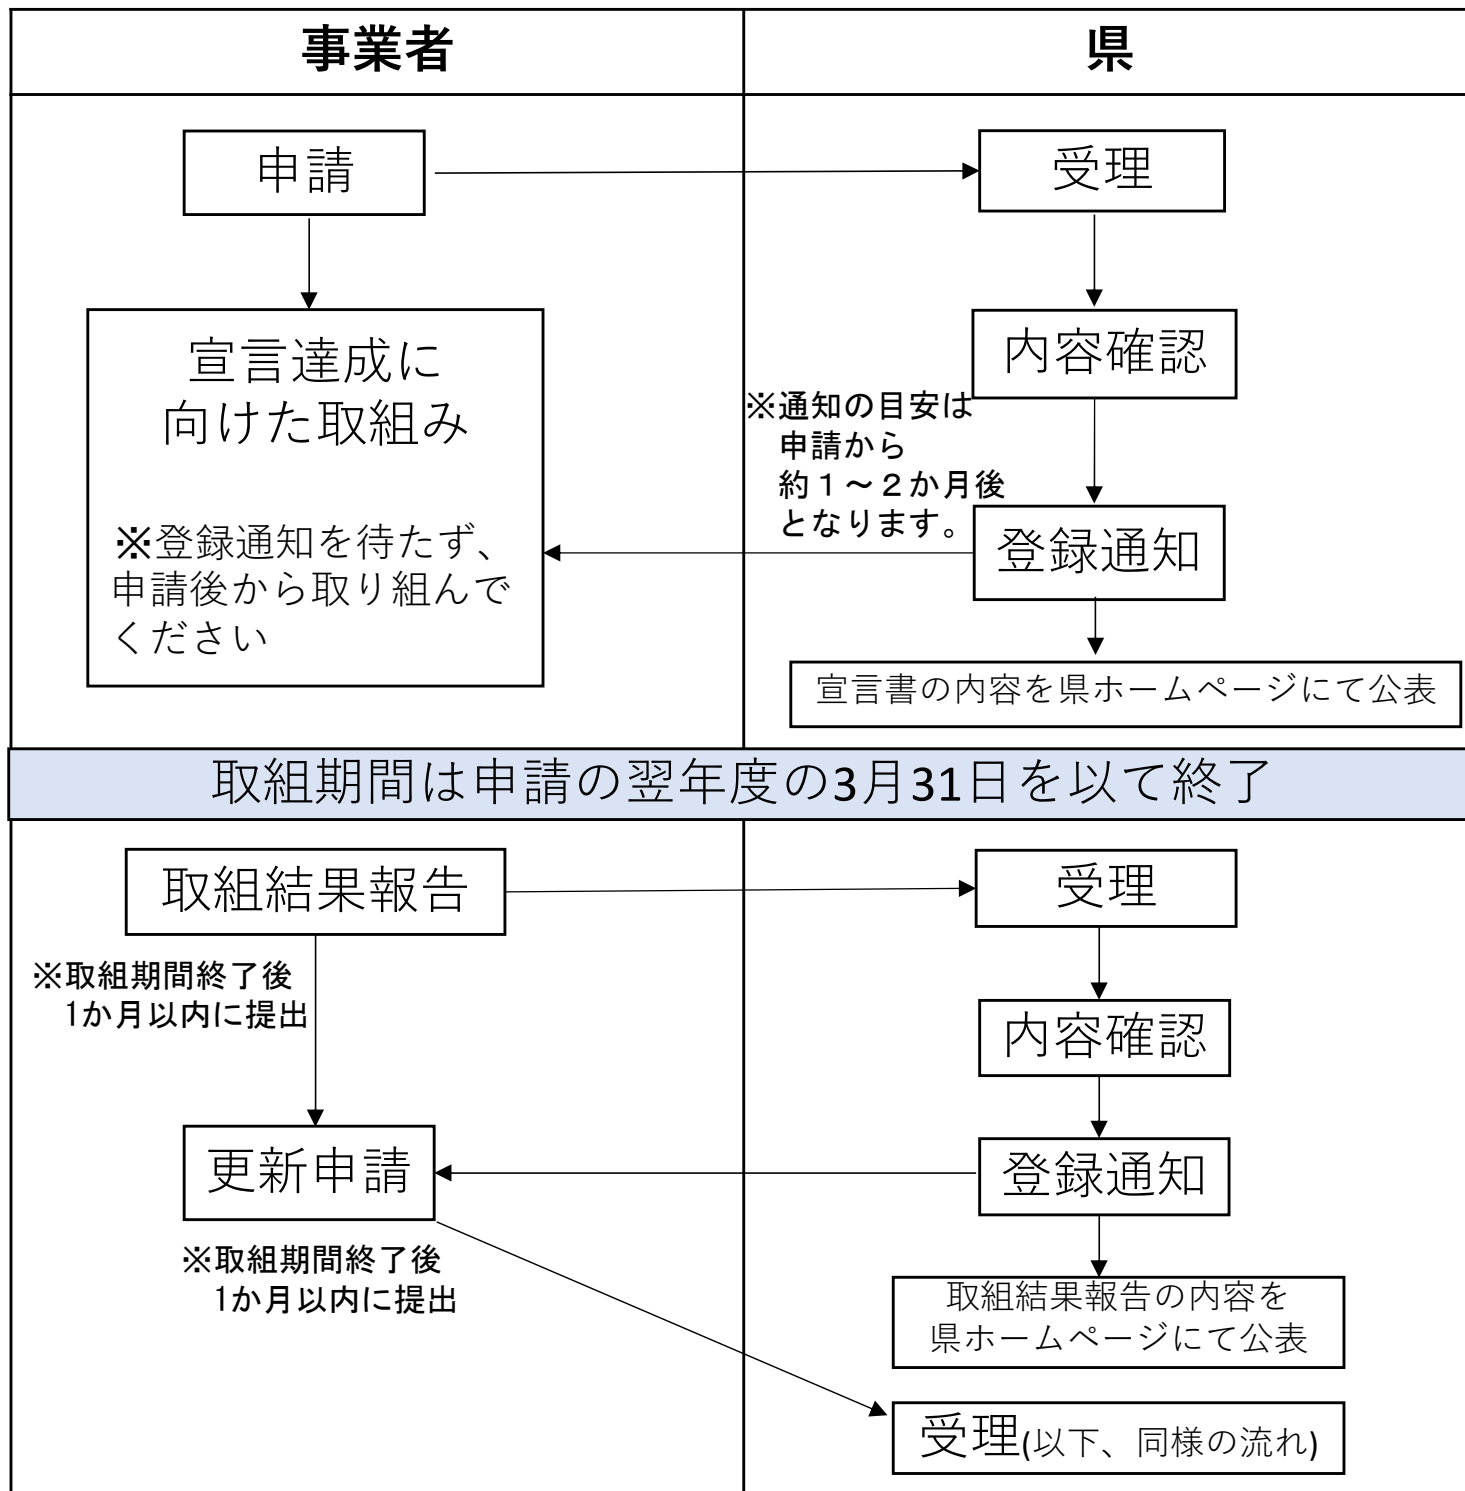 事業者
県
申請
受理
宣言達成に
向けた取組み
※登録通知を待たず、
申請後から取り組んで
ください
内容確認
※通知の目安は
申請から
約１～２か月後
となります。
登録通知
宣言書の内容を県ホームページにて公表
取組期間は申請の翌年度の3月31日を以て終了
取組結果報告
受理
※取組期間終了後
1か月以内に提出
内容確認
更新申請
登録通知
※取組期間終了後
1か月以内に提出
取組結果報告の内容を
県ホームページにて公表
受理(以下、同様の流れ)